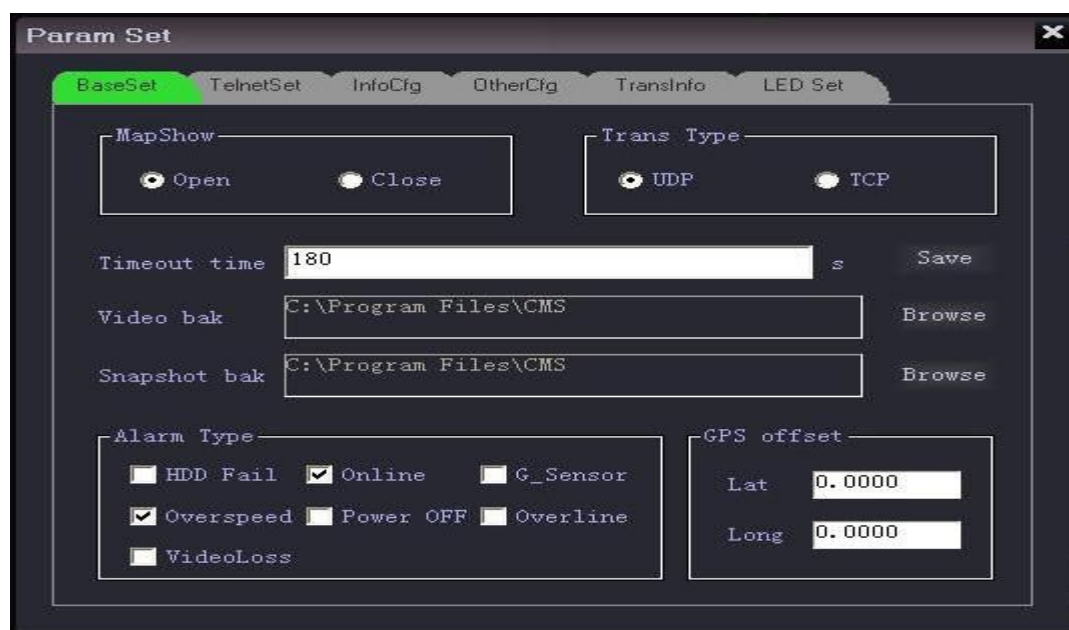 Param Set
BaseSet TelnetSet InfoCfg OtherCfg TransInfo LED Set
MapShow Trans Type
Open Close UDP TCP
Timeout time 180 s Save
Video bak C:\Program Files\CMS Browse
Snapshot bak C:\Program Files\CMS Browse
Alarm Type GPS offset
HDD Fail Online G_Sensor
Lat 0.0000
Overspeed Power OFF Overline
Long 0.0000
VideoLoss